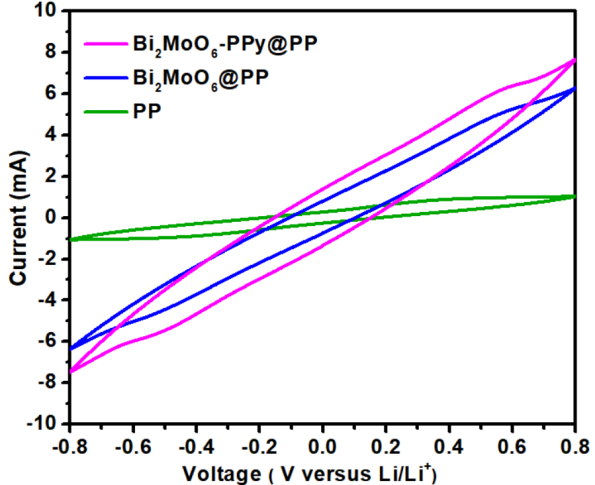 10
8
6
4
2
0
-2
-4
-6
-8
-10
Current (mA)
Bi₂MoO₆-PPy@PP
Bi₂MoO₆@PP
PP
-0.8 -0.6 -0.4 -0.2 0.0 0.2 0.4 0.6 0.8
Voltage ( V versus Li/Li⁺)